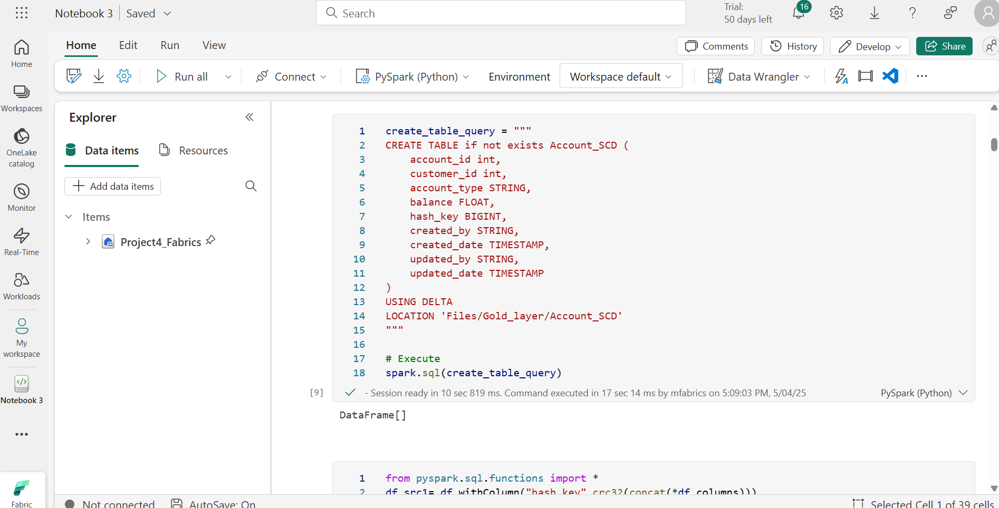 Notebook 3 Saved
Search
Trial:
50 days left
16
Home Edit Run View
Comments History Develop Share
Run all Connect PySpark (Python) Environment Workspace default Data Wrangler
Home
Workspaces
OneLake
catalog
Monitor
Real-Time
Workloads
My
workspace
Notebook 3
Fabric
Explorer
Data items Resources
Add data items
Items
Project4_Fabrics
1 create_table_query = """
2 CREATE TABLE if not exists Account_SCD (
3 account_id int,
4 customer_id int,
5 account_type STRING,
6 balance FLOAT,
7 hash_key BIGINT,
8 created_by STRING,
9 created_date TIMESTAMP,
10 updated_by STRING,
11 updated_date TIMESTAMP
12 )
13 USING DELTA
14 LOCATION 'Files/Gold_layer/Account_SCD'
15 """
16
17 # Execute
18 spark.sql(create_table_query)
[9] - Session ready in 10 sec 819 ms. Command executed in 17 sec 14 ms by mfabrics on 5:09:03 PM, 5/04/25 PySpark (Python)
DataFrame[]
1 from pyspark.sql.functions import *
2 df_src1= df.withColumn("hash_key",crc32(concat(*df.columns)))
Not connected AutoSave: On Selected Cell 1 of 39 cells